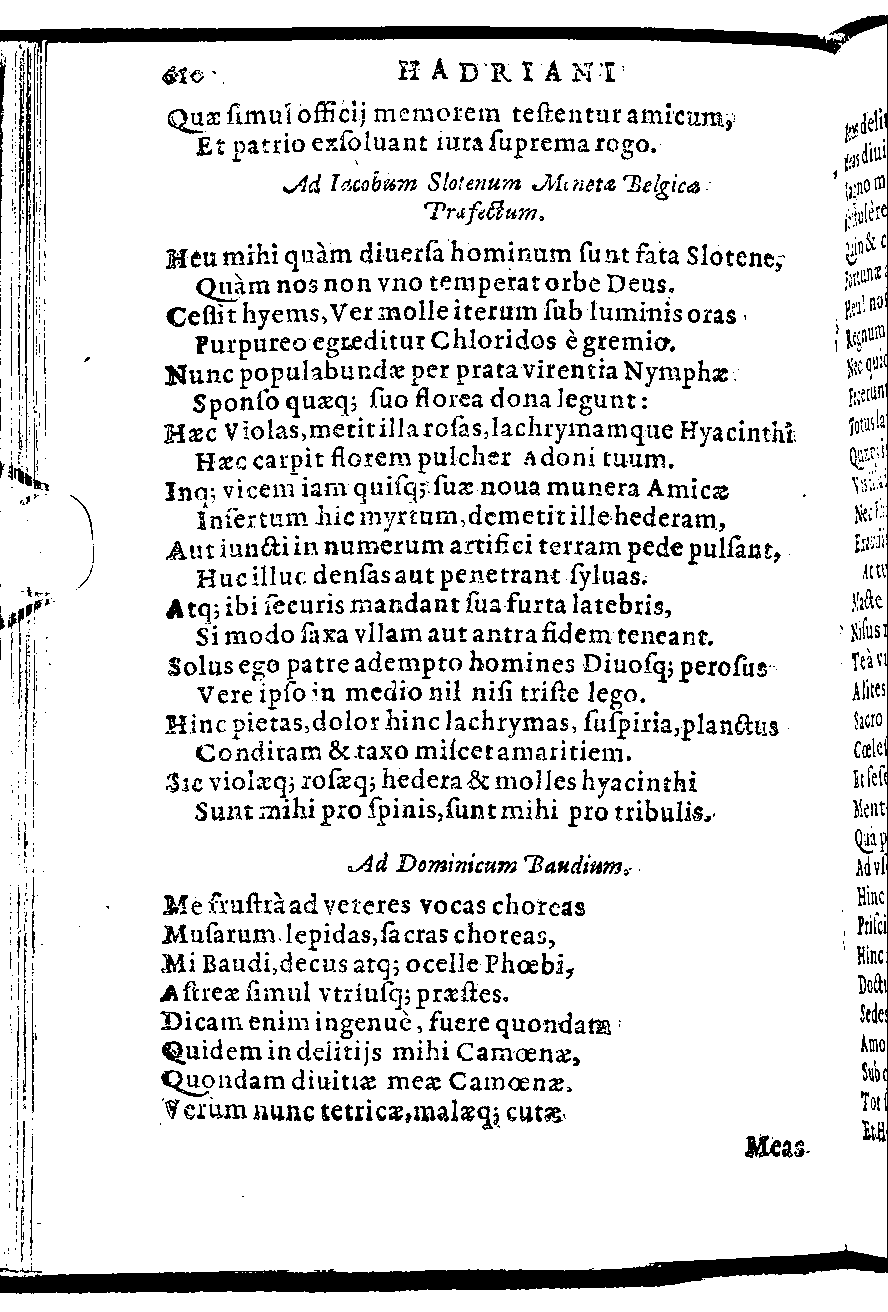 610 HADRIANI
Quæ ſimul officij memorem teſtentur amicum,
Et patrio exſoluant iura ſuprema rogo.
Ad Iacobum Slotenum Monetæ Belgicæ
Præfectum.
Heu mihi quàm diuerſa hominum ſunt fata Slotene,
Quàm nos non vno temperat orbe Deus.
Ceſſit hyems, Ver molle iterum ſub luminis oras
Purpureo egreditur Chloridos è gremio.
Nunc populabundæ per prata virentia Nymphæ
Sponſo quæq; ſuo florea dona legunt:
Hæc Violas, metit illa roſas, lachrymamque Hyacinthi
Hæc carpit florem pulcher Adoni tuum.
Inq; vicem iam quiſq; ſuæ noua munera Amicæ
Inſertum hic myrtum, demetit ille hederam,
Aut iuncti in numerum artifici terram pede pulſant,
Huc illuc denſas aut penetrant ſyluas.
Atq; ibi ſecuris mandant ſua furta latebris,
Si modo ſaxa vllam aut antra fidem teneant.
Solus ego patre adempto homines Diuoſq; peroſus
Vere ipſo in medio nil niſi triſte lego.
Hinc pietas, dolor hinc lachrymas, ſuſpiria, planctus
Conditam & taxo miſcet amaritiem.
Sic violæq; roſæq; hedera & molles hyacinthi
Sunt mihi pro ſpinis, ſunt mihi pro tribulis.
Ad Dominicum Baudium.
Me fruſtrà ad veteres vocas choreas
Muſarum lepidas, ſacras choreas,
Mi Baudi, decus atq; ocelle Phœbi,
Aſtreæ ſimul vtriuſq; præſtes.
Dicam enim ingenuè, fuere quondam
Quidem in delitijs mihi Camœnæ,
Quondam diuitiæ meæ Camœnæ.
Verum nunc tetricæ, malæq; cutæ
Meas